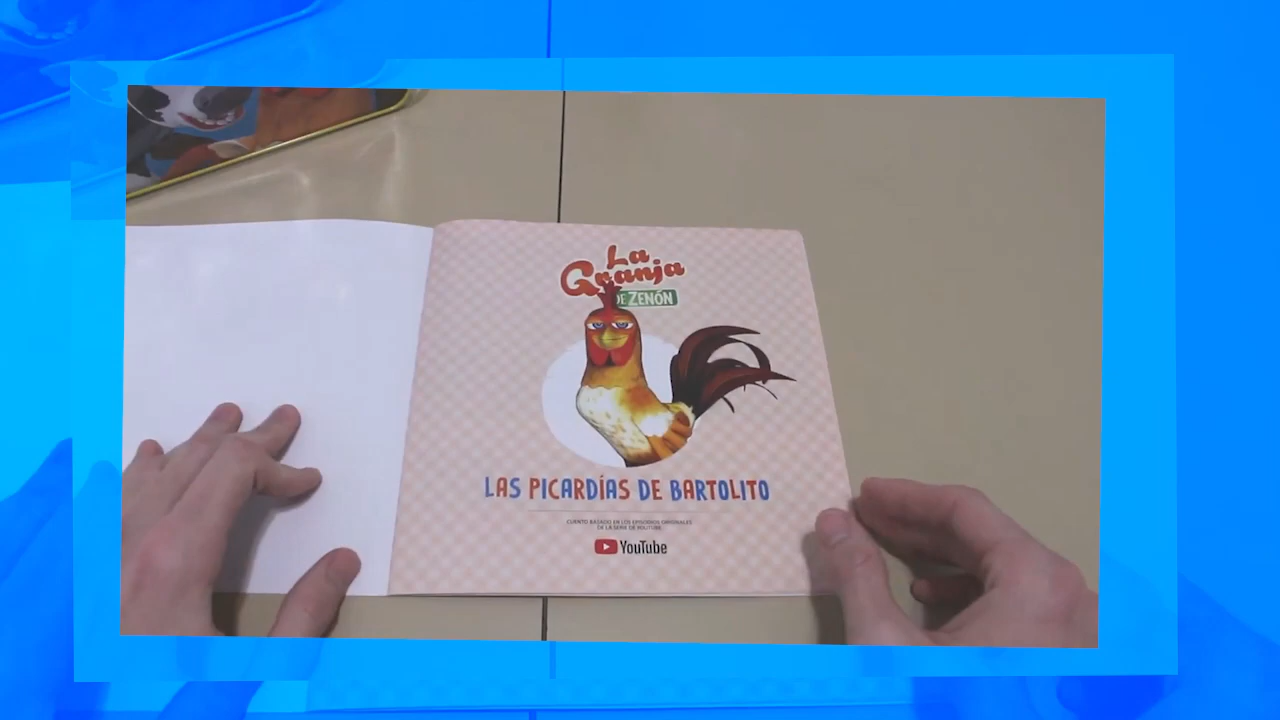 La
Granja
DE ZENÓN
LAS PICARDÍAS DE BARTOLITO
CUENTO BASADO EN LOS EPISODIOS ORIGINALES
DE LA SERIE DE YOUTUBE
YouTube